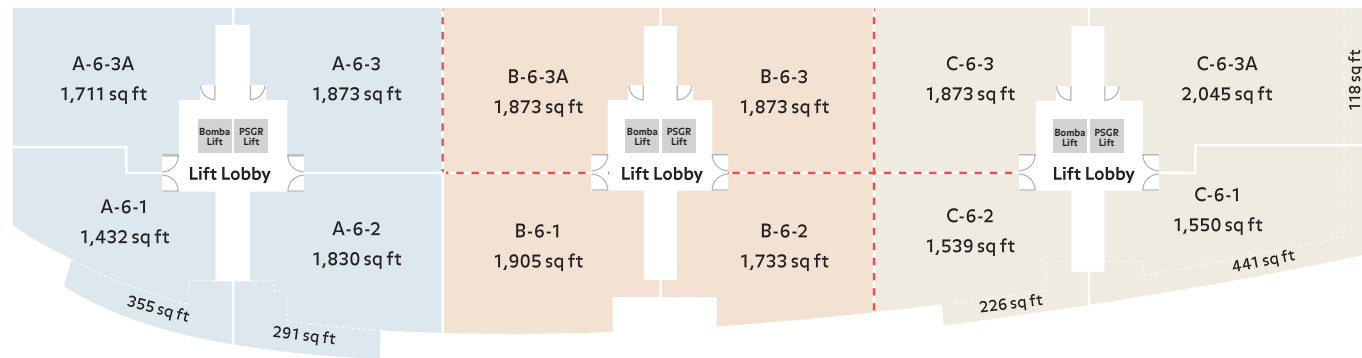 A-6-3A
1,711 sq ft
A-6-3
1,873 sq ft
B-6-3A
1,873 sq ft
B-6-3
1,873 sq ft
C-6-3
1,873 sq ft
C-6-3A
2,045 sq ft
118 sq ft
Bomba
Lift
PSGR
Lift
Lift Lobby
Bomba
Lift
PSGR
Lift
Lift Lobby
Bomba
Lift
PSGR
Lift
Lift Lobby
A-6-1
1,432 sq ft
A-6-2
1,830 sq ft
B-6-1
1,905 sq ft
B-6-2
1,733 sq ft
C-6-2
1,539 sq ft
C-6-1
1,550 sq ft
355 sq ft
291 sq ft
226 sq ft
441 sq ft